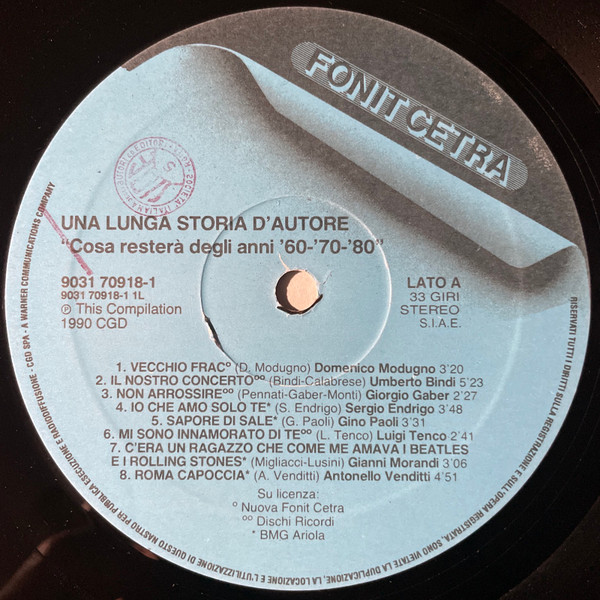 FONIT CETRA
UNA LUNGA STORIA D'AUTORE
"Cosa resterà degli anni '60-'70-'80"
9031 70918-1
9031 70918-1 1L
℗ This Compilation
1990 CGD
LATO A
33 GIRI
STEREO
S.I.A.E.
1. VECCHIO FRAC° (D. Modugno) Domenico Modugno 3'20
2. IL NOSTRO CONCERTO°° (Bindi-Calabrese) Umberto Bindi 5'23
3. NON ARROSSIRE°° (Pennati-Gaber-Monti) Giorgio Gaber 2'27
4. IO CHE AMO SOLO TE* (S. Endrigo) Sergio Endrigo 3'48
5. SAPORE DI SALE* (G. Paoli) Gino Paoli 3'31
6. MI SONO INNAMORATO DI TE°° (L. Tenco) Luigi Tenco 2'41
7. C'ERA UN RAGAZZO CHE COME ME AMAVA I BEATLES
E I ROLLING STONES* (Migliacci-Lusini) Gianni Morandi 3'06
8. ROMA CAPOCCIA* (A. Venditti) Antonello Venditti 4'51
Su licenza:
° Nuova Fonit Cetra
°° Dischi Ricordi
* BMG Ariola
RISERVATI TUTTI I DIRITTI SULLA REGISTRAZIONE E SULL'OPERA REGISTRATA, SONO VIETATE LA DUPLICAZIONE, LA LOCAZIONE E L'UTILIZZAZIONE DI QUESTO NASTRO PER PUBBLICA ESECUZIONE E RADIODIFFUSIONE - CGD SPA - A WARNER COMMUNICATIONS COMPANY